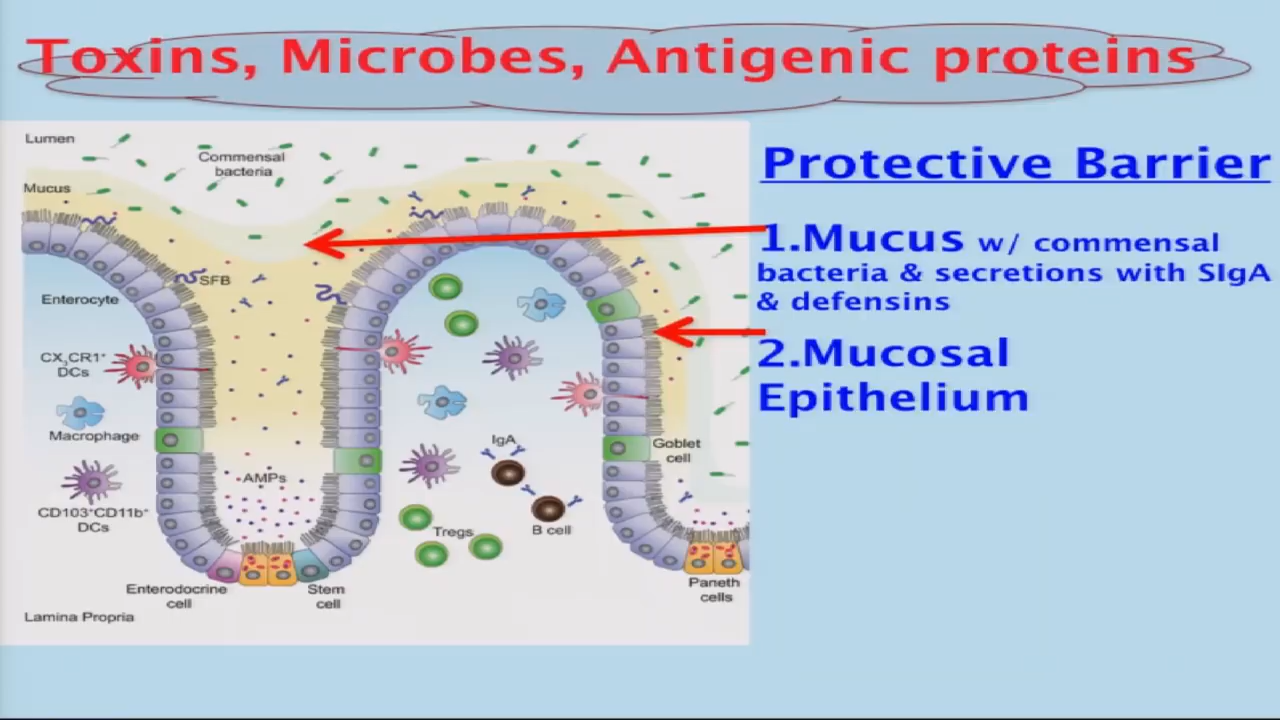 Toxins, Microbes, Antigenic proteins
Lumen
Commensal
bacteria
Mucus
SFB
Enterocyte
CX₃CR1⁺
DCs
Macrophage
CD103⁺CD11b⁺
DCs
AMPs
IgA
B cell
Tregs
Goblet
cell
Enterodocrine
cell
Stem
cell
Paneth
cells
Lamina Propria
Protective Barrier
1.Mucus w/ commensal
bacteria & secretions with SIgA
& defensins
2.Mucosal
Epithelium